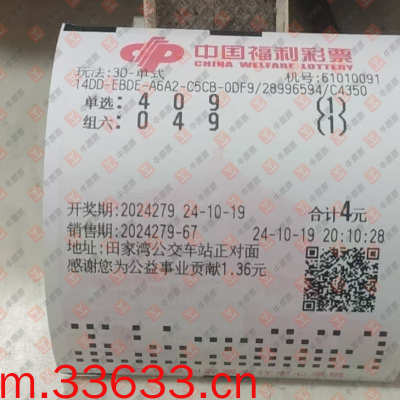 中国福利彩票
CHINA WELFARE LOTTERY
玩法:3D-单式 机号:61010091
14DD-EBDE-A6A2-C5CB-0DF9/28996594/C4350
单选: 4 0 9 (1)
组六: 0 4 9 (1)
开奖期:2024279 24-10-19 合计4元
销售期:2024279-67 24-10-19 20:10:28
地址:田家湾公交车站正对面
感谢您为公益事业贡献1.36元
m.33633.cn